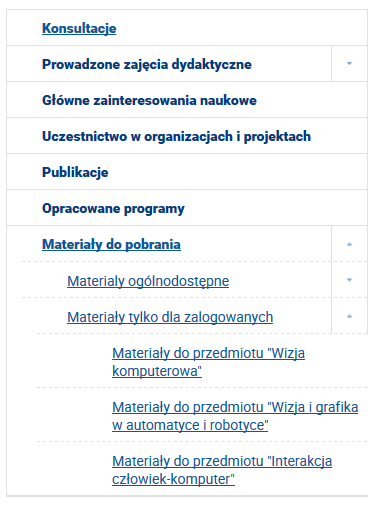 Konsultacje
Prowadzone zajęcia dydaktyczne
Główne zainteresowania naukowe
Uczestnictwo w organizacjach i projektach
Publikacje
Opracowane programy
Materiały do pobrania
Materialy ogólnodostępne
Materiały tylko dla zalogowanych
Materiały do przedmiotu "Wizja
komputerowa"
Materiały do przedmiotu "Wizja i grafika
w automatyce i robotyce"
Materiały do przedmiotu "Interakcja
człowiek-komputer"